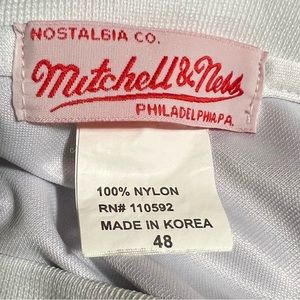 NOSTALGIA CO.
Mitchell & Ness
PHILADELPHIA, PA.
100% NYLON
RN# 110592
MADE IN KOREA
48